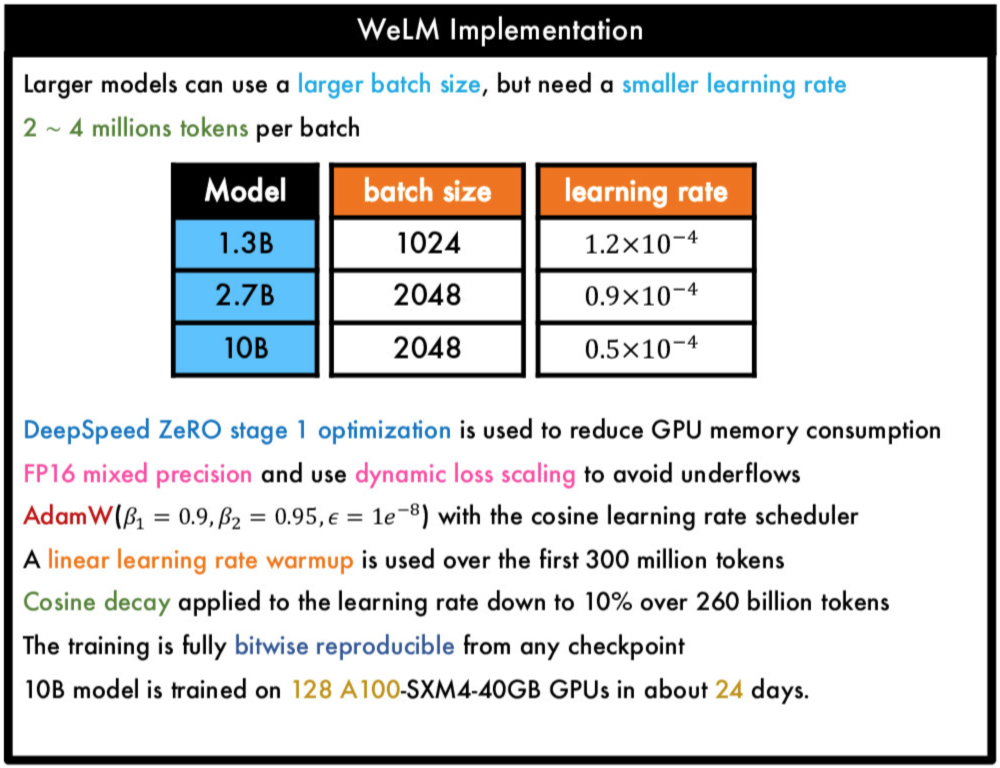 WeLM Implementation
Larger models can use a larger batch size, but need a smaller learning rate
2 ~ 4 millions tokens per batch
Model batch size learning rate
1.3B 1024 1.2×10⁻⁴
2.7B 2048 0.9×10⁻⁴
10B 2048 0.5×10⁻⁴
DeepSpeed ZeRO stage 1 optimization is used to reduce GPU memory consumption
FP16 mixed precision and use dynamic loss scaling to avoid underflows
AdamW(β₁ = 0.9, β₂ = 0.95, ϵ = 1e⁻⁸) with the cosine learning rate scheduler
A linear learning rate warmup is used over the first 300 million tokens
Cosine decay applied to the learning rate down to 10% over 260 billion tokens
The training is fully bitwise reproducible from any checkpoint
10B model is trained on 128 A100-SXM4-40GB GPUs in about 24 days.